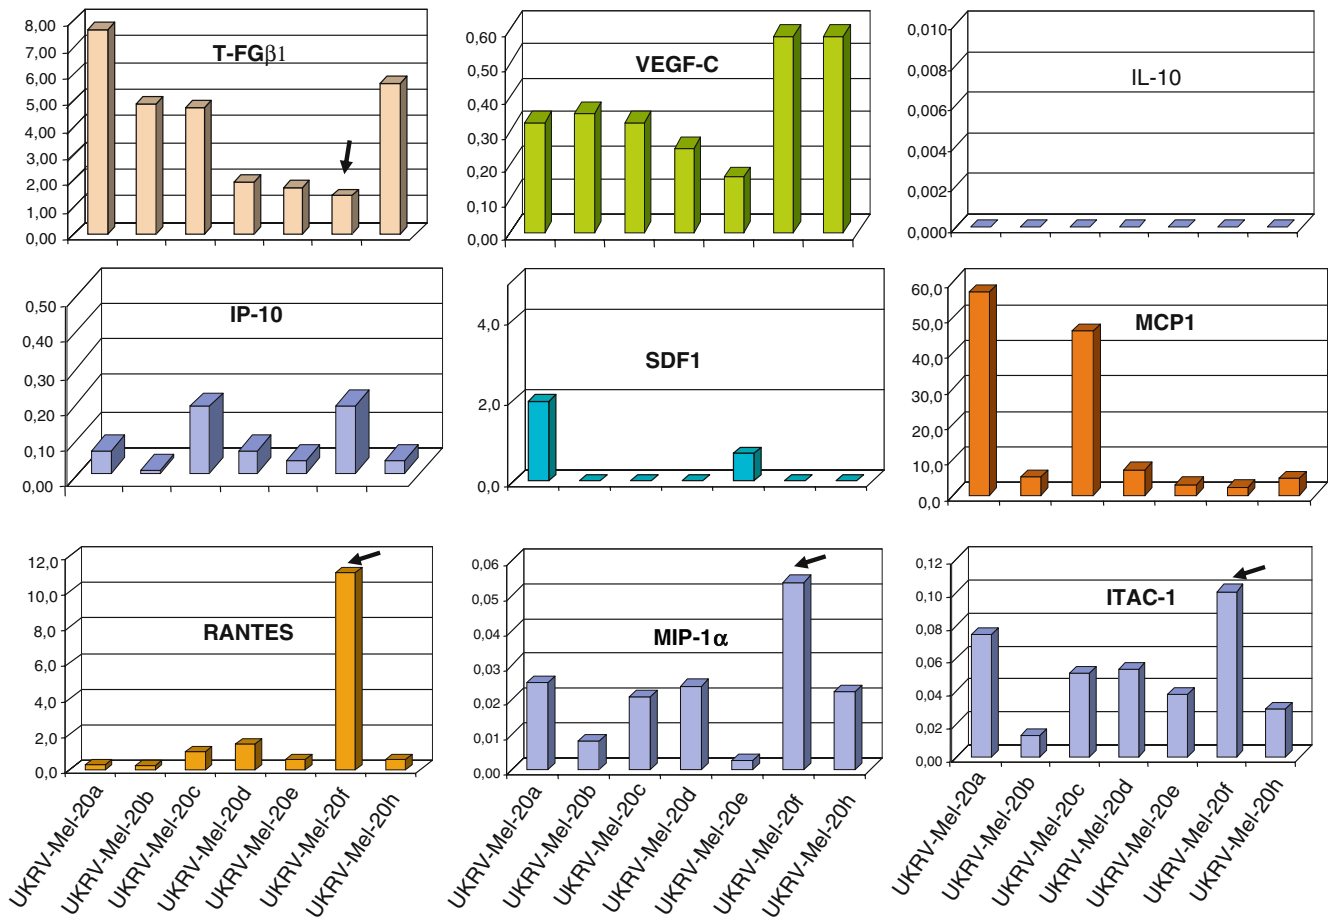 8,00
7,00
6,00
5,00
4,00
3,00
2,00
1,00
0,00
T-FGβ1
0,60
0,50
0,40
0,30
0,20
0,10
0,00
VEGF-C
0,010
0,008
0,006
0,004
0,002
0,000
IL-10
0,50
0,40
0,30
0,20
0,10
0,00
IP-10
4,0
2,0
0,0
SDF1
60,0
50,0
40,0
30,0
20,0
10,0
0,0
MCP1
12,0
10,0
8,0
6,0
4,0
2,0
0,0
RANTES
UKRV-Mel-20a
UKRV-Mel-20b
UKRV-Mel-20c
UKRV-Mel-20d
UKRV-Mel-20e
UKRV-Mel-20f
UKRV-Mel-20h
0,06
0,05
0,04
0,03
0,02
0,01
0,00
MIP-1α
UKRV-Mel-20a
UKRV-Mel-20b
UKRV-Mel-20c
UKRV-Mel-20d
UKRV-Mel-20e
UKRV-Mel-20f
UKRV-Mel-20h
0,12
0,10
0,08
0,06
0,04
0,02
0,00
ITAC-1
UKRV-Mel-20a
UKRV-Mel-20b
UKRV-Mel-20c
UKRV-Mel-20d
UKRV-Mel-20e
UKRV-Mel-20f
UKRV-Mel-20h